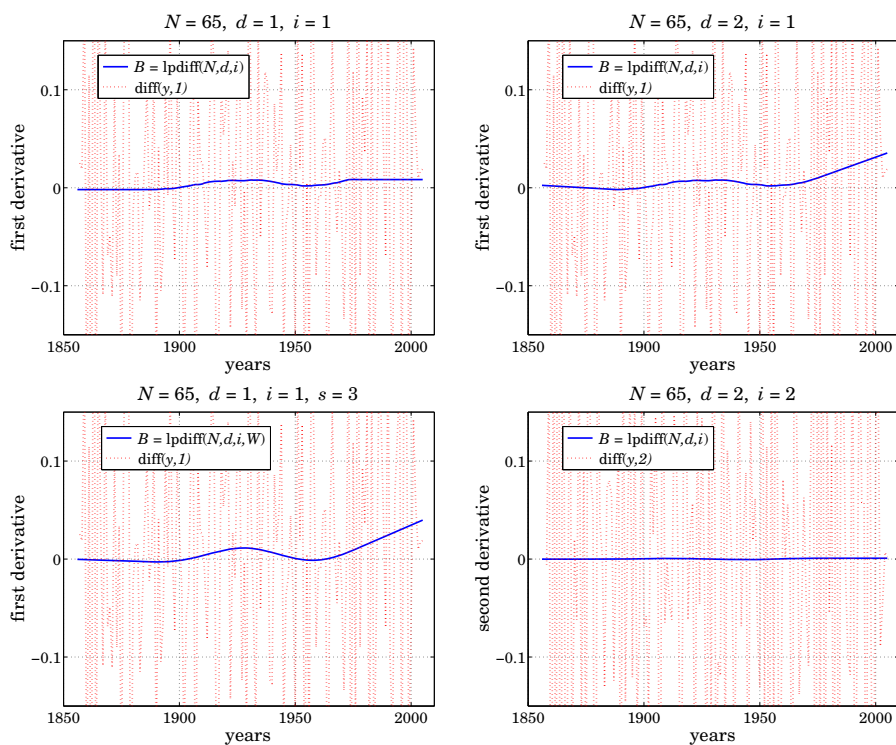 N = 65, d = 1, i = 1
B = lpdiff(N,d,i)
diff(y,1)
0.1
0
−0.1
first derivative
1850 1900 1950 2000
years
N = 65, d = 2, i = 1
B = lpdiff(N,d,i)
diff(y,1)
0.1
0
−0.1
first derivative
1850 1900 1950 2000
years
N = 65, d = 1, i = 1, s = 3
B = lpdiff(N,d,i,W)
diff(y,1)
0.1
0
−0.1
first derivative
1850 1900 1950 2000
years
N = 65, d = 2, i = 2
B = lpdiff(N,d,i)
diff(y,2)
0.1
0
−0.1
second derivative
1850 1900 1950 2000
years